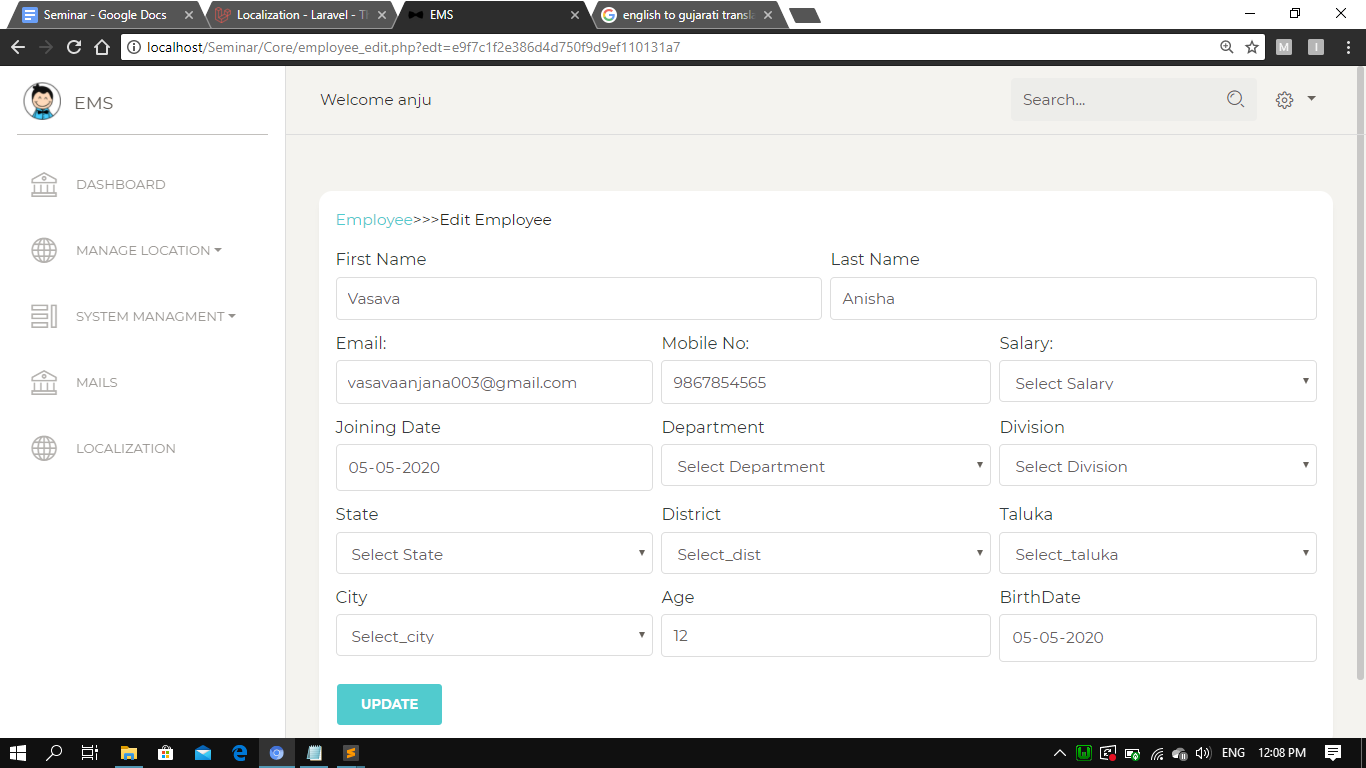 Seminar - Google Docs
Localization - Laravel - Th
EMS
english to gujarati transla
localhost/Seminar/Core/employee_edit.php?edt=e9f7c1f2e386d4d750f9d9ef110131a7
M
I
EMS
Welcome anju
Search...
DASHBOARD
MANAGE LOCATION
SYSTEM MANAGMENT
MAILS
LOCALIZATION
Employee>>>Edit Employee
First Name Last Name
Vasava Anisha
Email: Mobile No: Salary:
vasavaanjana003@gmail.com 9867854565 Select Salary
Joining Date Department Division
05-05-2020 Select Department Select Division
State District Taluka
Select State Select_dist Select_taluka
City Age BirthDate
Select_city 12 05-05-2020
UPDATE
ENG 12:08 PM